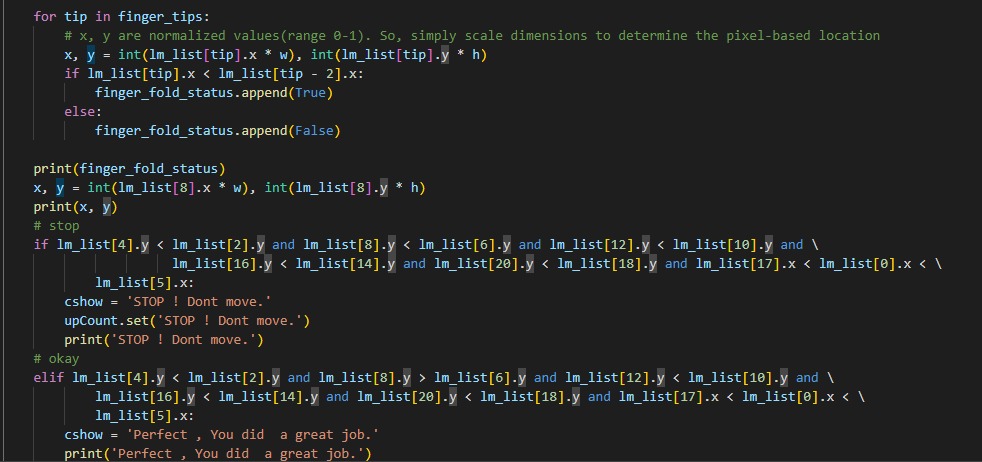 for tip in finger_tips:
# x, y are normalized values(range 0-1). So, simply scale dimensions to determine the pixel-based location
x, y = int(lm_list[tip].x * w), int(lm_list[tip].y * h)
if lm_list[tip].x < lm_list[tip - 2].x:
finger_fold_status.append(True)
else:
finger_fold_status.append(False)
print(finger_fold_status)
x, y = int(lm_list[8].x * w), int(lm_list[8].y * h)
print(x, y)
# stop
if lm_list[4].y < lm_list[2].y and lm_list[8].y < lm_list[6].y and lm_list[12].y < lm_list[10].y and \
lm_list[16].y < lm_list[14].y and lm_list[20].y < lm_list[18].y and lm_list[17].x < lm_list[0].x < \
lm_list[5].x:
cshow = 'STOP ! Dont move.'
upCount.set('STOP ! Dont move.')
print('STOP ! Dont move.')
# okay
elif lm_list[4].y < lm_list[2].y and lm_list[8].y > lm_list[6].y and lm_list[12].y < lm_list[10].y and \
lm_list[16].y < lm_list[14].y and lm_list[20].y < lm_list[18].y and lm_list[17].x < lm_list[0].x < \
lm_list[5].x:
cshow = 'Perfect , You did  a great job.'
print('Perfect , You did  a great job.')